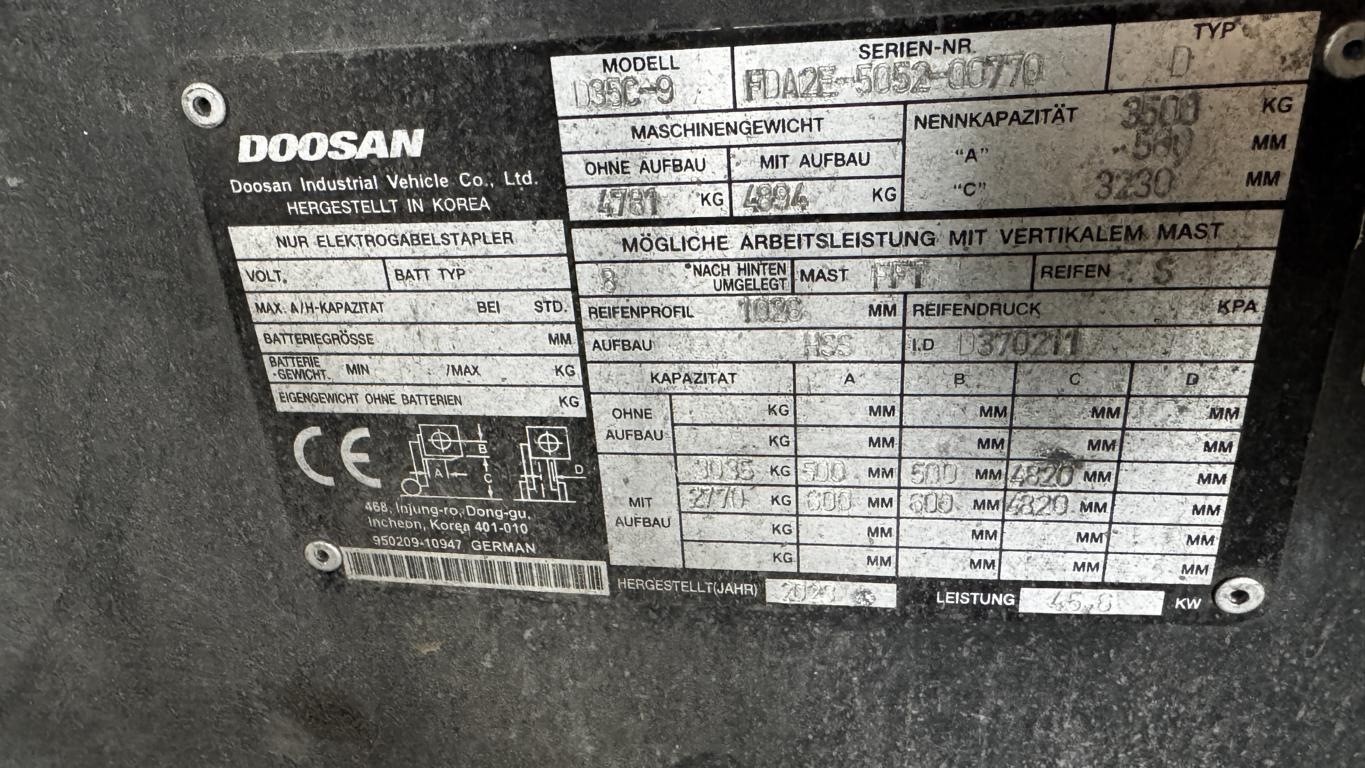 DOOSAN
Doosan Industrial Vehicle Co., Ltd.
HERGESTELLT IN KOREA
NUR ELEKTROGABELSTAPLER
VOLT. BATT TYP
MAX. A/H-KAPAZITAT BEI STD.
BATTERIEGRÖSSE MM
BATTERIE -GEWICHT. MIN /MAX KG
EIGENGEWICHT OHNE BATTERIEN KG
CE
A B C D
468, Injung-ro, Dong-gu,
Incheon, Korea 401-010
950209-10947 GERMAN
MODELL SERIEN-NR TYP
D35C-9 FDA2E-5052-00770 D
MASCHINENGEWICHT
OHNE AUFBAU MIT AUFBAU
4781 KG 4894 KG
NENNKAPAZITÄT 3500 KG
"A" 500 MM
"C" 3230 MM
MÖGLICHE ARBEITSLEISTUNG MIT VERTIKALEM MAST
8 °NACH HINTEN UMGELEGT MAST FFT REIFEN S
REIFENPROFIL MM REIFENDRUCK KPA
AUFBAU HSS I.D D370211
KAPAZITAT A B C D
OHNE AUFBAU
KG MM MM MM MM
KG MM MM MM MM
MIT AUFBAU
3035 KG 500 MM 500 MM 4820 MM MM
2770 KG 600 MM 600 MM 4820 MM MM
KG MM MM MM MM
KG MM MM MM MM
HERGESTELLT(JAHR) LEISTUNG 45,6 KW